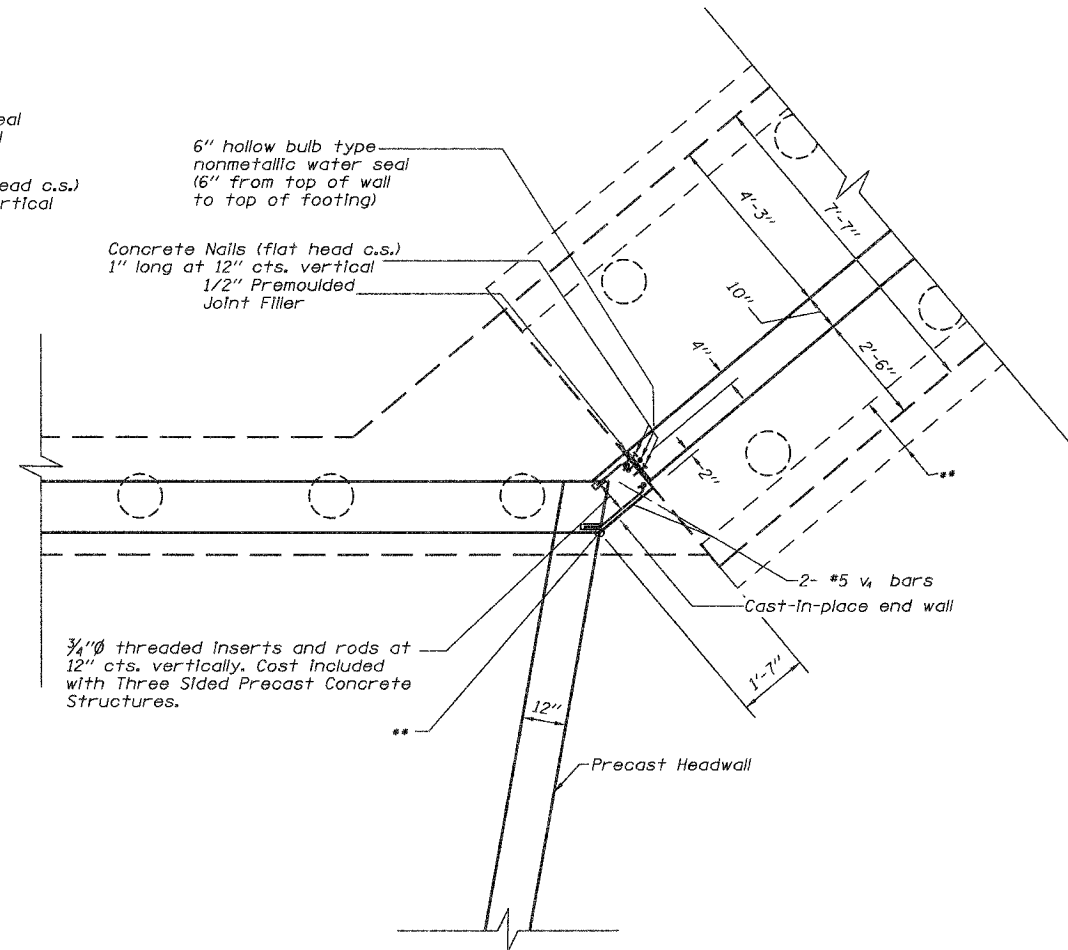 eal
ead c.s.)
rtical
6" hollow bulb type
nonmetallic water seal
(6" from top of wall
to top of footing)
Concrete Nails (flat head c.s.)
1" long at 12" cts. vertical
1/2" Premoulded
Joint Filler
4'-3"
7'-7"
10"
2'-6"
4"
2"
**
2- #5 v4 bars
Cast-in-place end wall
1'-7"
3/4"Ø threaded inserts and rods at
12" cts. vertically. Cost included
with Three Sided Precast Concrete
Structures.
**
12"
Precast Headwall